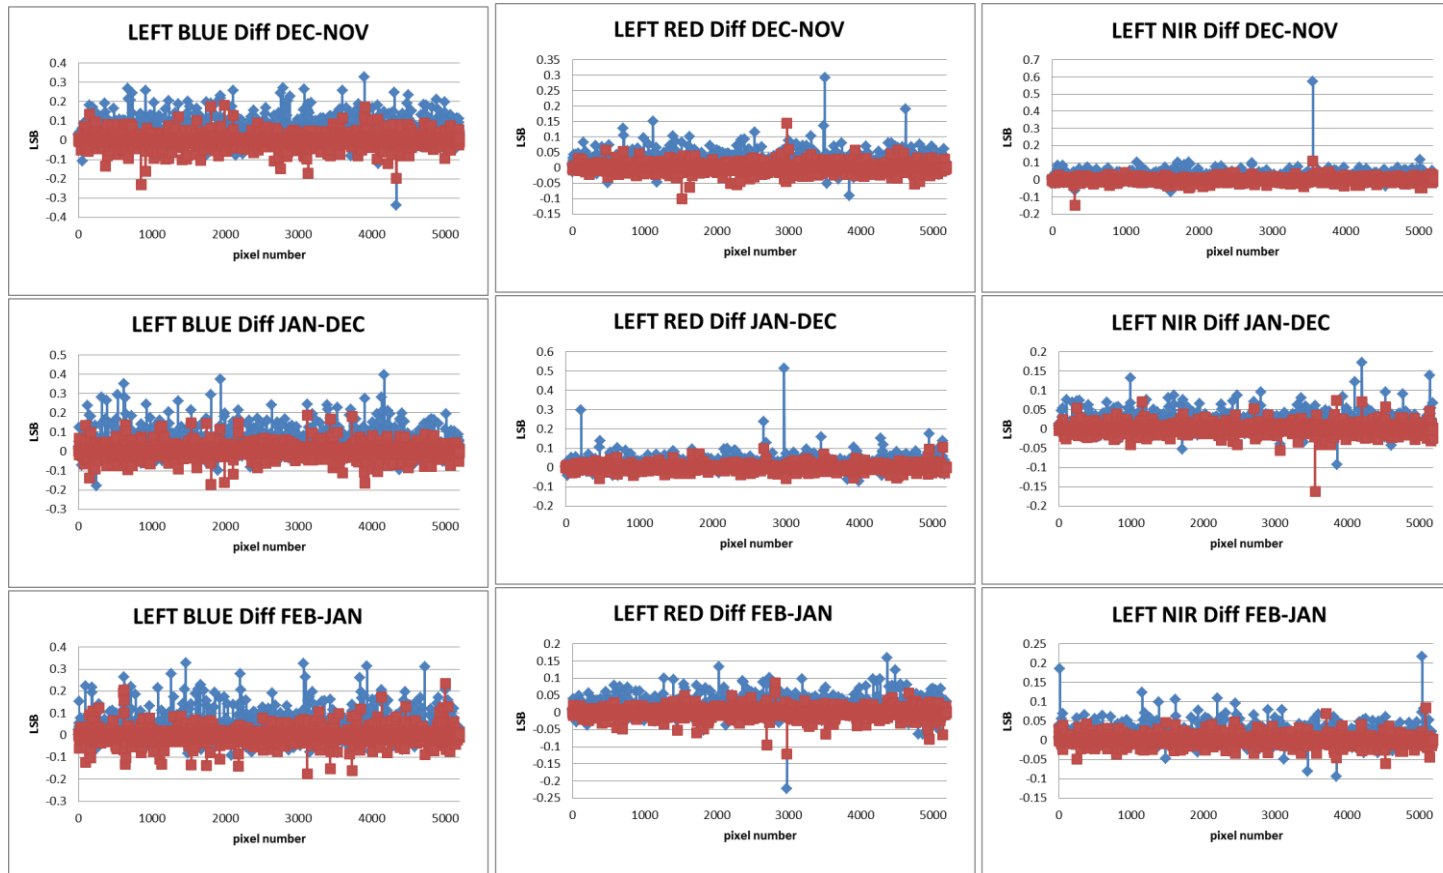 LEFT BLUE Diff DEC-NOV
0.4
0.3
0.2
0.1
0
-0.1
-0.2
-0.3
-0.4
LSB
0 1000 2000 3000 4000 5000
pixel number
LEFT RED Diff DEC-NOV
0.35
0.3
0.25
0.2
0.15
0.1
0.05
0
-0.05
-0.1
-0.15
LSB
0 1000 2000 3000 4000 5000
pixel number
LEFT NIR Diff DEC-NOV
0.7
0.6
0.5
0.4
0.3
0.2
0.1
0
-0.1
-0.2
LSB
0 1000 2000 3000 4000 5000
pixel number
LEFT BLUE Diff JAN-DEC
0.5
0.4
0.3
0.2
0.1
0
-0.1
-0.2
-0.3
LSB
0 1000 2000 3000 4000 5000
pixel number
LEFT RED Diff JAN-DEC
0.6
0.5
0.4
0.3
0.2
0.1
0
-0.1
-0.2
LSB
0 1000 2000 3000 4000 5000
pixel number
LEFT NIR Diff JAN-DEC
0.2
0.15
0.1
0.05
0
-0.05
-0.1
-0.15
-0.2
LSB
0 1000 2000 3000 4000 5000
pixel number
LEFT BLUE Diff FEB-JAN
0.4
0.3
0.2
0.1
0
-0.1
-0.2
-0.3
LSB
0 1000 2000 3000 4000 5000
pixel number
LEFT RED Diff FEB-JAN
0.2
0.15
0.1
0.05
0
-0.05
-0.1
-0.15
-0.2
-0.25
LSB
0 1000 2000 3000 4000 5000
pixel number
LEFT NIR Diff FEB-JAN
0.25
0.2
0.15
0.1
0.05
0
-0.05
-0.1
-0.15
LSB
0 1000 2000 3000 4000 5000
pixel number